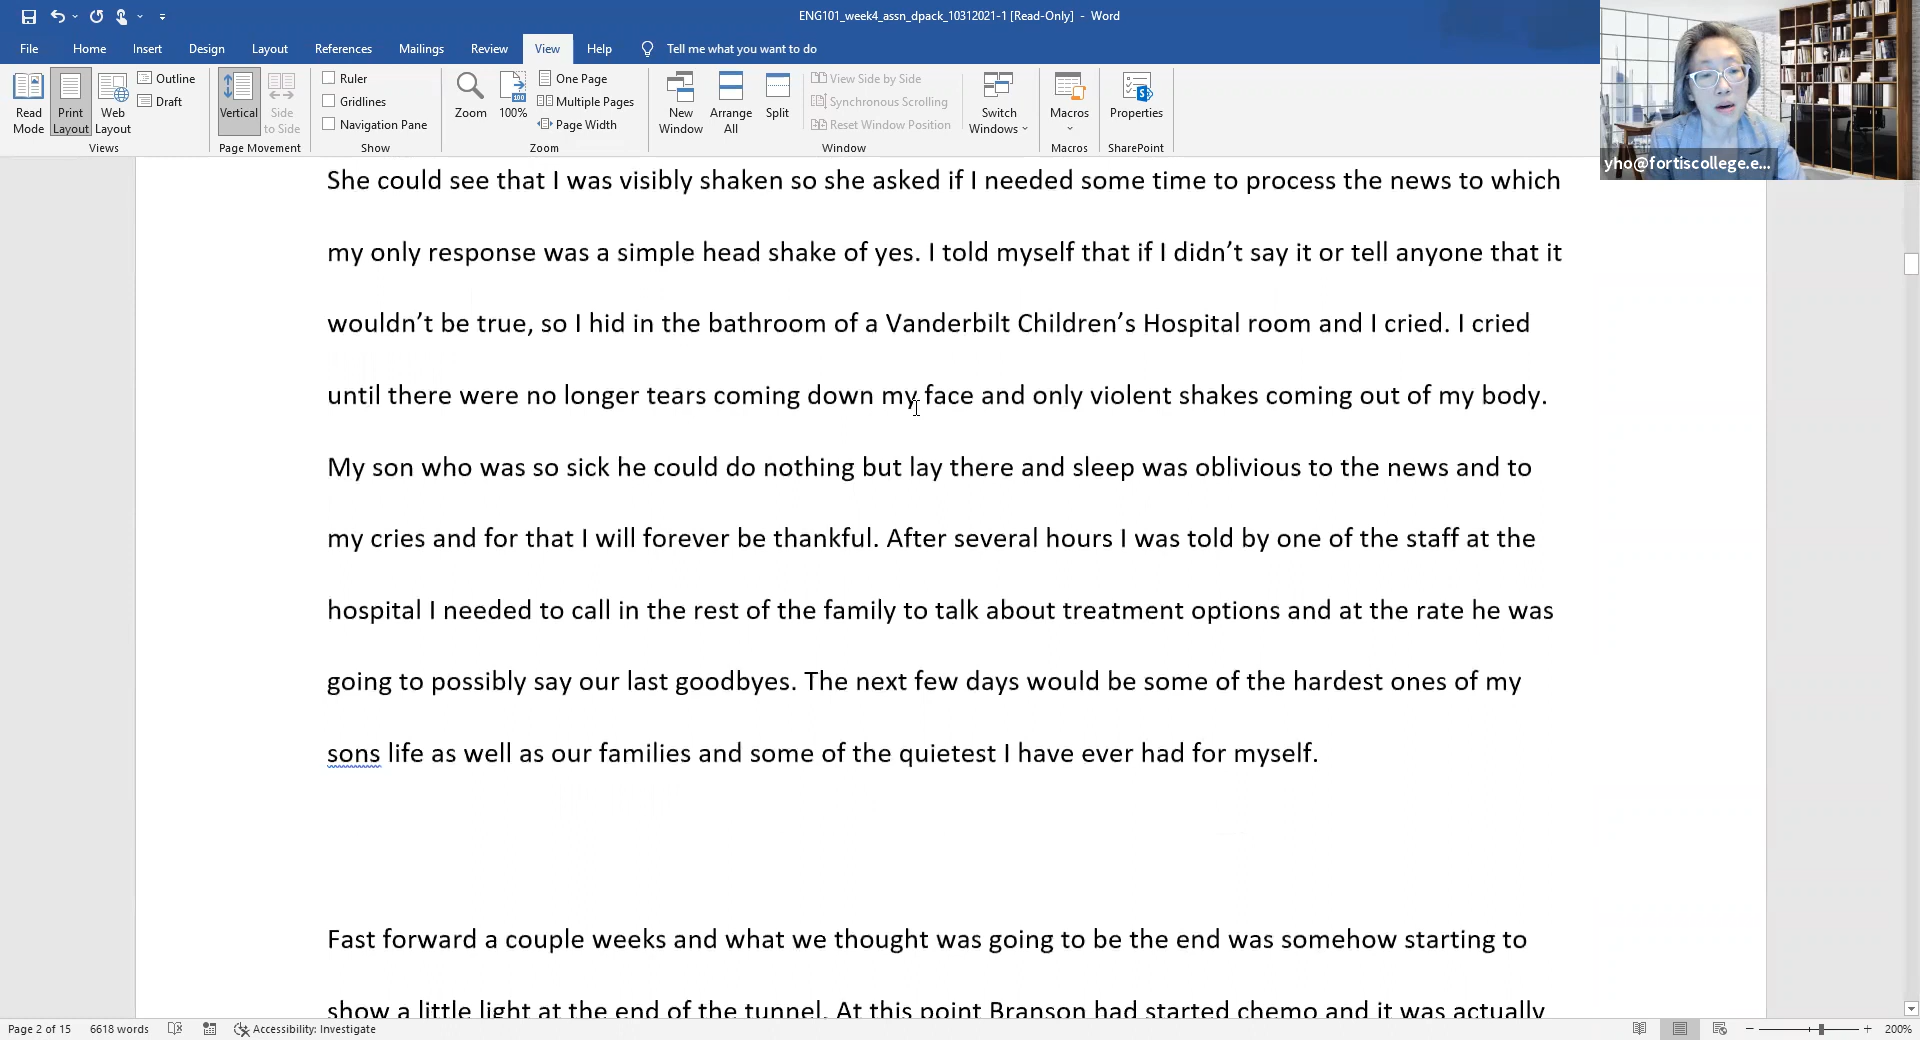 ENG101_week4_assn_dpack_10312021-1 [Read-Only] - Word
File Home Insert Design Layout References Mailings Review View Help Tell me what you want to do
Read Mode
Print Layout
Web Layout
Outline
Draft
Views
Vertical
Side to Side
Page Movement
Ruler
Gridlines
Navigation Pane
Show
Zoom
100
100%
One Page
Multiple Pages
Page Width
Zoom
New Window
Arrange All
Split
View Side by Side
Synchronous Scrolling
Reset Window Position
Window
Switch Windows
Macros
Macros
Properties
SharePoint
yho@fortiscollege.e...
She could see that I was visibly shaken so she asked if I needed some time to process the news to which
my only response was a simple head shake of yes. I told myself that if I didn’t say it or tell anyone that it
wouldn’t be true, so I hid in the bathroom of a Vanderbilt Children’s Hospital room and I cried. I cried
until there were no longer tears coming down my face and only violent shakes coming out of my body.
My son who was so sick he could do nothing but lay there and sleep was oblivious to the news and to
my cries and for that I will forever be thankful. After several hours I was told by one of the staff at the
hospital I needed to call in the rest of the family to talk about treatment options and at the rate he was
going to possibly say our last goodbyes. The next few days would be some of the hardest ones of my
sons life as well as our families and some of the quietest I have ever had for myself.
Fast forward a couple weeks and what we thought was going to be the end was somehow starting to
show a little light at the end of the tunnel. At this point Branson had started chemo and it was actually
Page 2 of 15 6618 words Accessibility: Investigate 200%